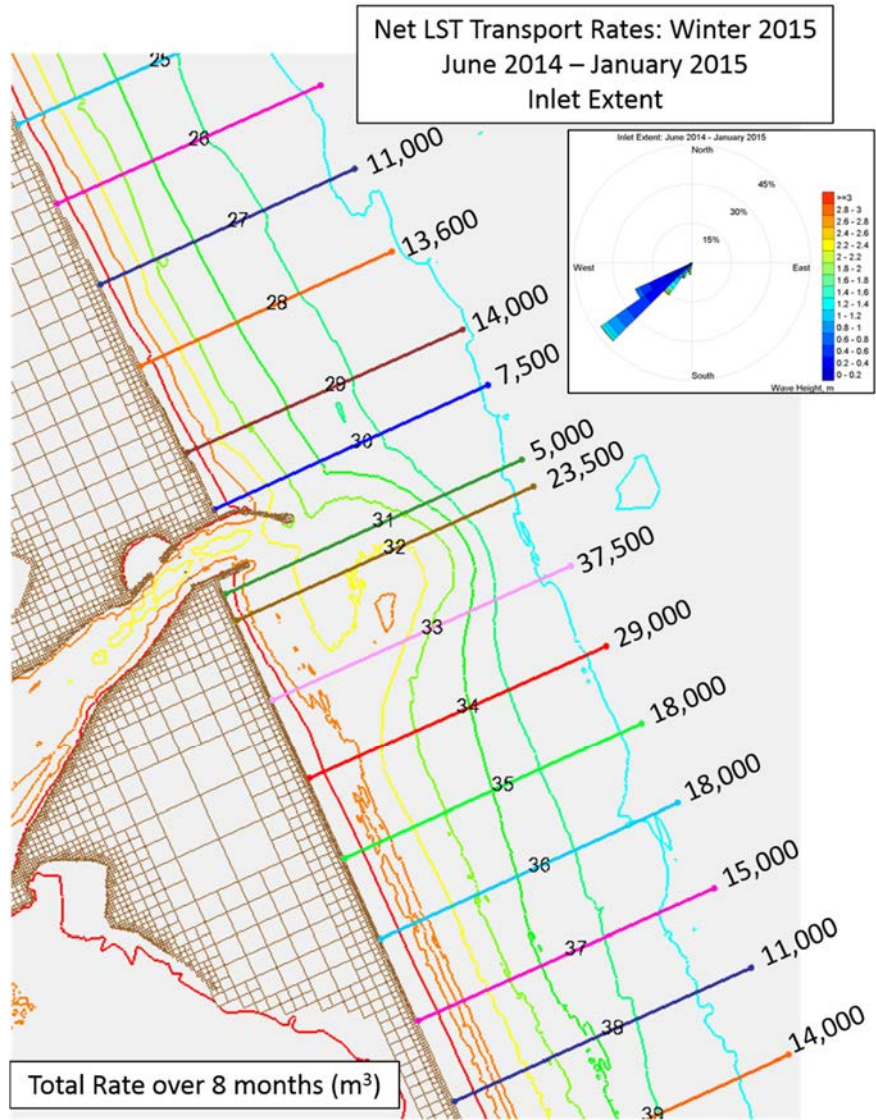 Net LST Transport Rates: Winter 2015
June 2014 – January 2015
Inlet Extent
Inlet Extent: June 2014 - January 2015
North
45%
30%
15%
West
East
South
>=3
2.8 - 3
2.6 - 2.8
2.4 - 2.6
2.2 - 2.4
2 - 2.2
1.8 - 2
1.6 - 1.8
1.4 - 1.6
1.2 - 1.4
1 - 1.2
0.8 - 1
0.6 - 0.8
0.4 - 0.6
0.2 - 0.4
0 - 0.2
Wave Height, m
25
26
27
11,000
28
13,600
29
14,000
30
7,500
31
5,000
32
23,500
33
37,500
34
29,000
35
18,000
36
18,000
37
15,000
38
11,000
39
14,000
Total Rate over 8 months (m³)